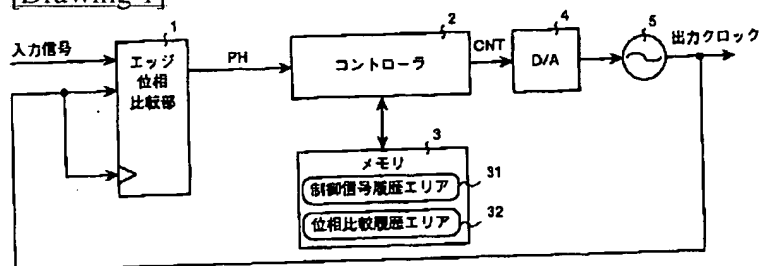 [Drawing 1]
1
2
4
5
入力信号
エッジ
位相
比較部
PH
コントローラ
CNT
D/A
出力クロック
3
メモリ
制御信号履歴エリア
31
位相比較履歴エリア
32